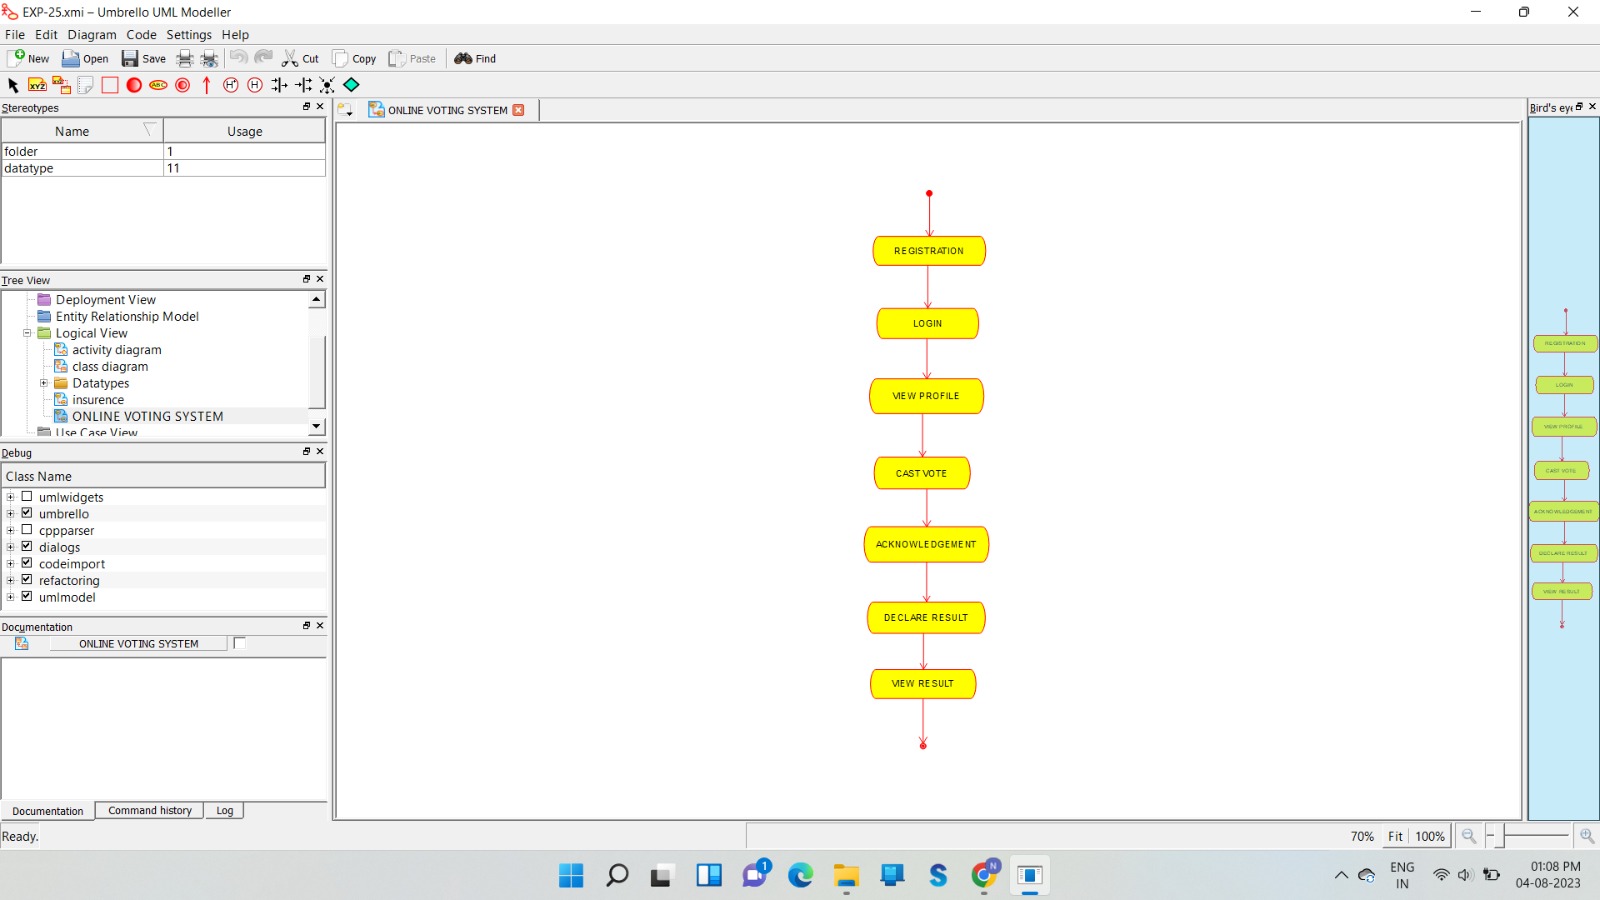 EXP-25.xmi – Umbrello UML Modeller
File Edit Diagram Code Settings Help
New Open Save Cut Copy Paste Find
XYZ ABC H H
Stereotypes
Name Usage
folder 1
datatype 11
Tree View
Deployment View
Entity Relationship Model
Logical View
activity diagram
class diagram
Datatypes
insurence
ONLINE VOTING SYSTEM
Use Case View
Debug
Class Name
umlwidgets
umbrello
cppparser
dialogs
codeimport
refactoring
umlmodel
Documentation
ONLINE VOTING SYSTEM
Documentation Command history Log
Ready.
ONLINE VOTING SYSTEM
REGISTRATION
LOGIN
VIEW PROFILE
CAST VOTE
ACKNOWLEDGEMENT
DECLARE RESULT
VIEW RESULT
Bird's eye
REGISTRATION
LOGIN
VIEW PROFILE
CAST VOTE
ACKNOWLEDGEMENT
DECLARE RESULT
VIEW RESULT
70% Fit 100%
1
S
N
ENG
IN
01:08 PM
04-08-2023